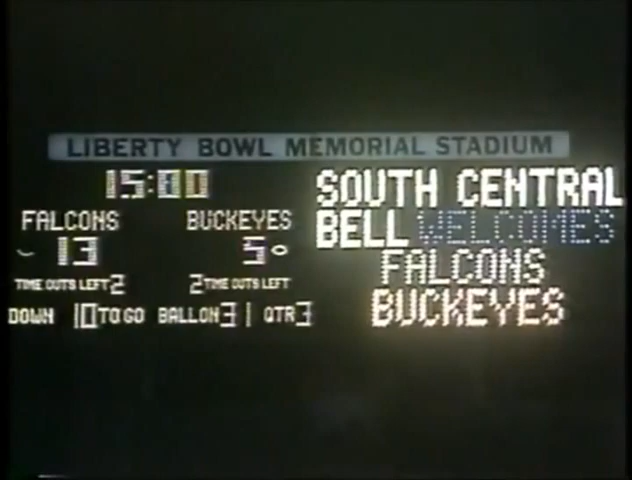 LIBERTY BOWL MEMORIAL STADIUM
15:00
FALCONS BUCKEYES
13 5
TIME OUTS LEFT 2 2 TIME OUTS LEFT
DOWN 10 TO GO BALL ON 31 QTR 3
SOUTH CENTRAL
BELL WELCOMES
FALCONS
BUCKEYES